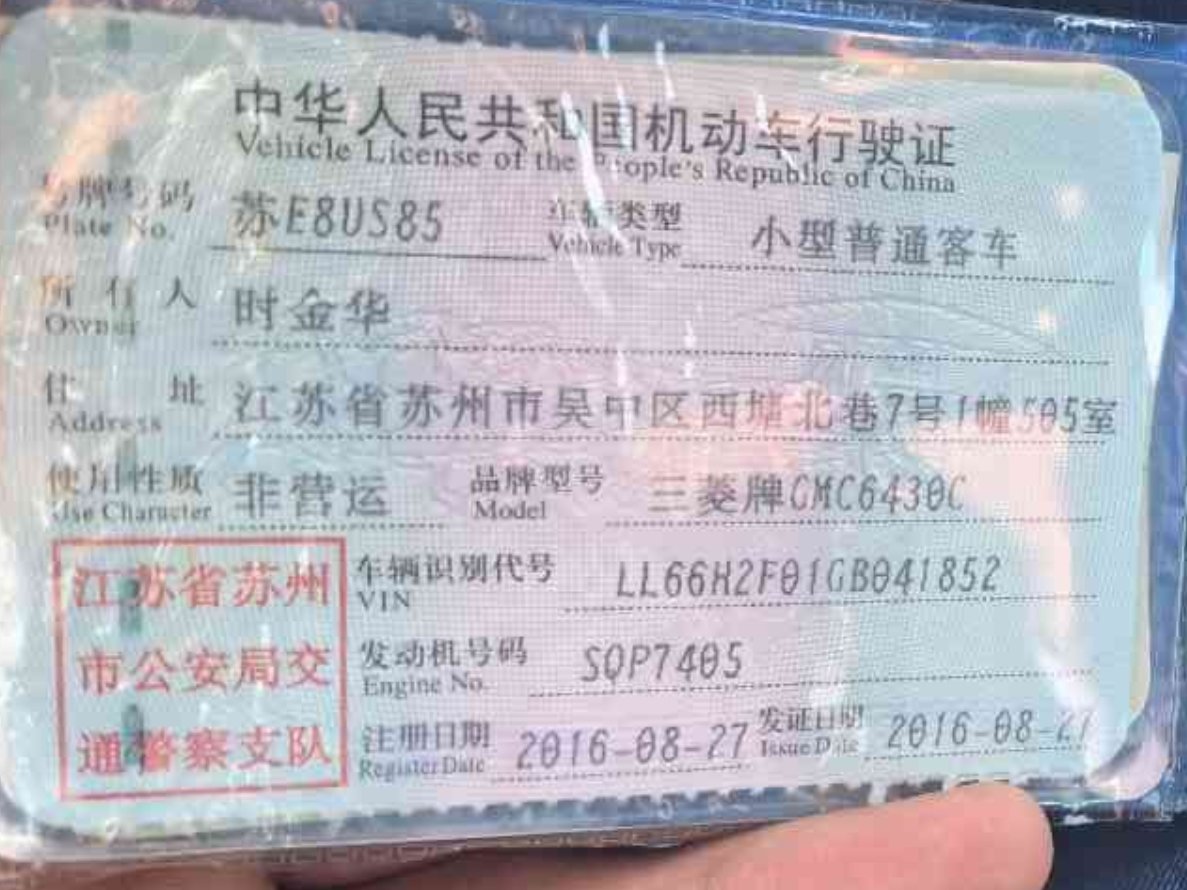 中华人民共和国机动车行驶证
Vehicle License of the People's Republic of China
号牌号码 苏E8US85 车辆类型 小型普通客车
Plate No. Vehicle Type
所有人 时金华
Owner
住址 江苏省苏州市吴中区西塘北巷7号1幢505室
Address
使用性质 非营运 品牌型号 三菱牌CMC6430C
Use Character Model
江苏省苏州
市公安局交
通警察支队
车辆识别代号 LL66H2F01GB041852
VIN
发动机号码 SQP7405
Engine No.
注册日期 2016-08-27 发证日期 2016-08-27
Register Date Issue Date